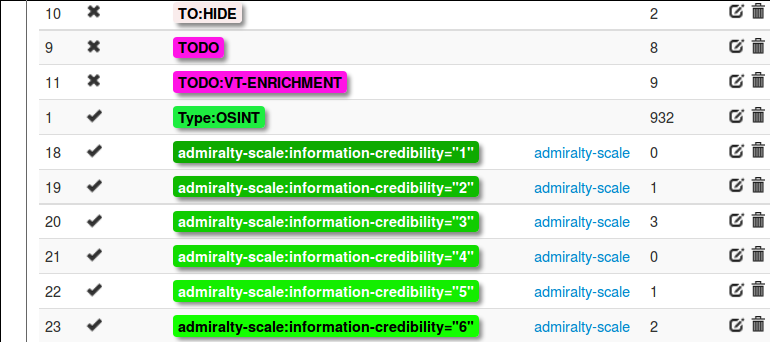 10 TO:HIDE 2
9 TODO 8
11 TODO:VT-ENRICHMENT 9
1 Type:OSINT 932
18 admiralty-scale:information-credibility="1" admiralty-scale 0
19 admiralty-scale:information-credibility="2" admiralty-scale 1
20 admiralty-scale:information-credibility="3" admiralty-scale 3
21 admiralty-scale:information-credibility="4" admiralty-scale 0
22 admiralty-scale:information-credibility="5" admiralty-scale 1
23 admiralty-scale:information-credibility="6" admiralty-scale 2